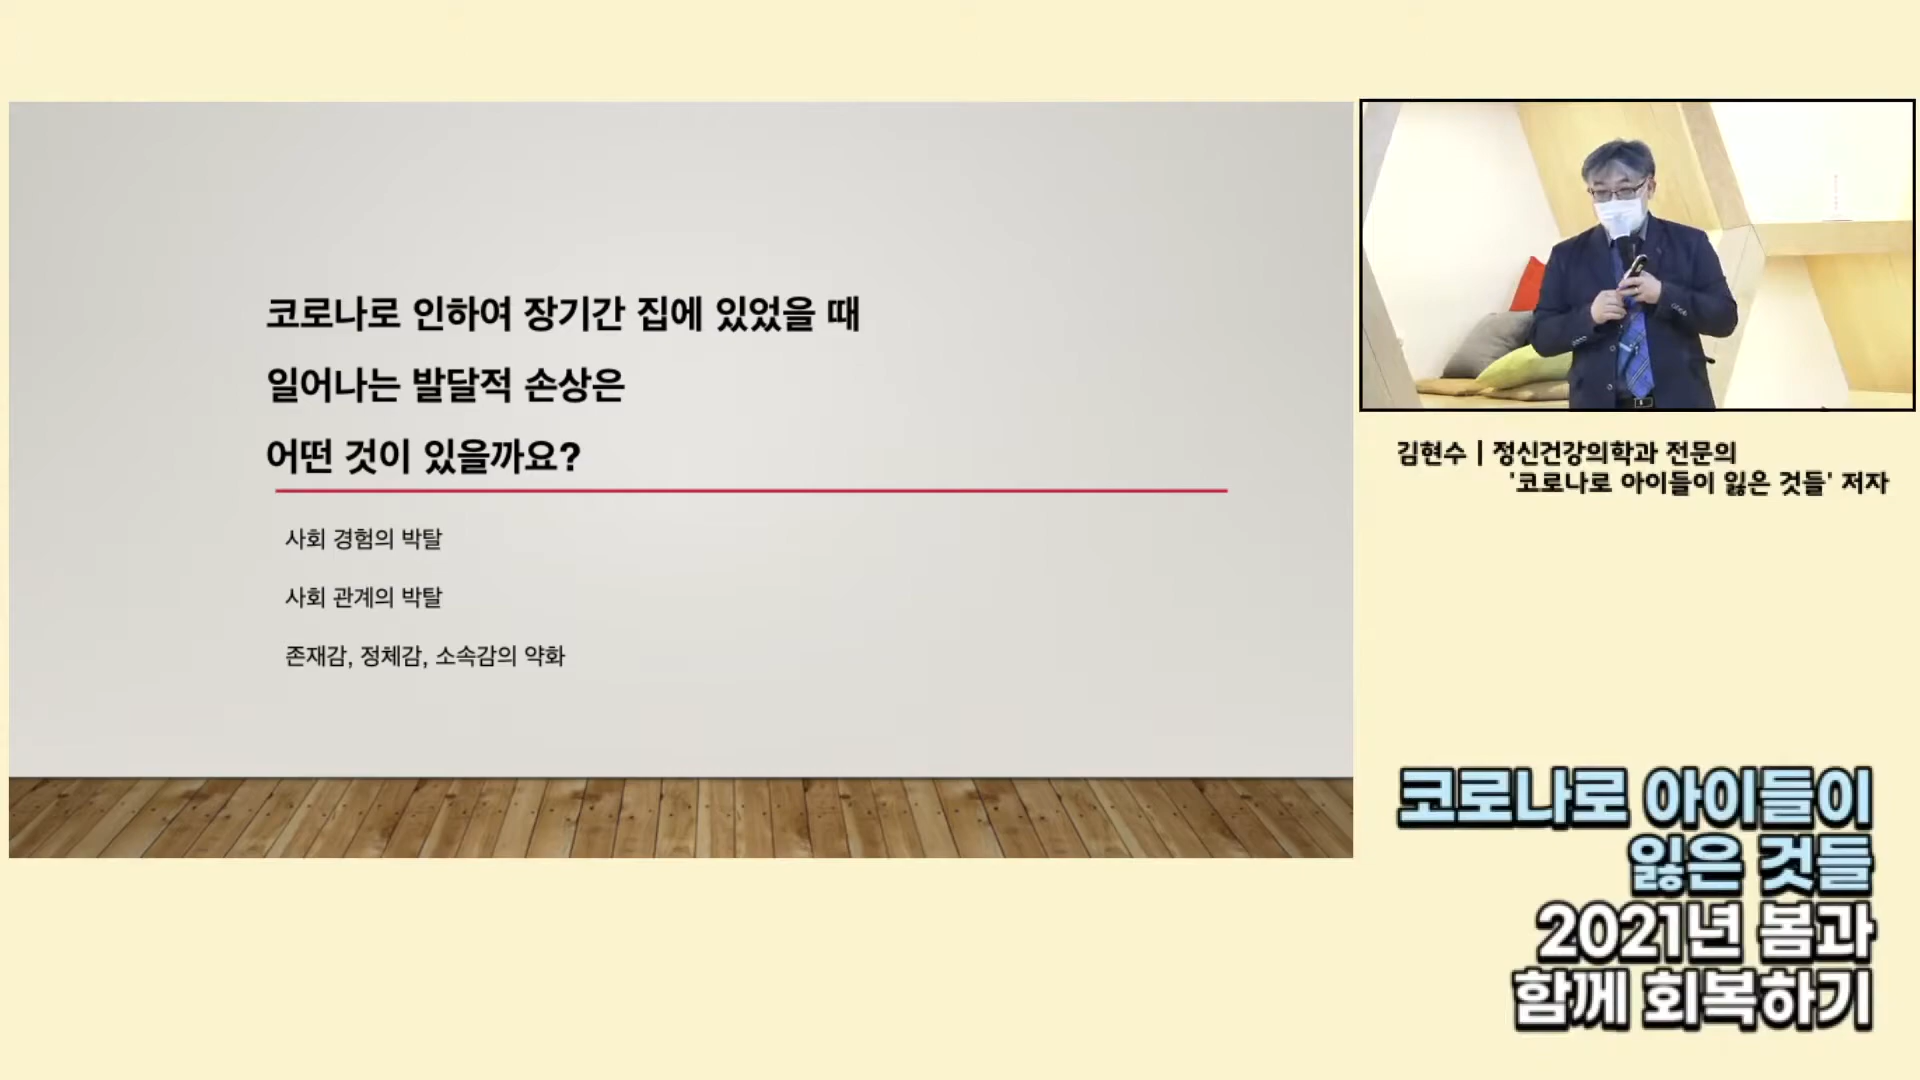 코로나로 인하여 장기간 집에 있었을 때
일어나는 발달적 손상은
어떤 것이 있을까요?
사회 경험의 박탈
사회 관계의 박탈
존재감, 정체감, 소속감의 약화
김현수 | 정신건강의학과 전문의
'코로나로 아이들이 잃은 것들' 저자
코로나로 아이들이
잃은 것들
2021년 봄과
함께 회복하기